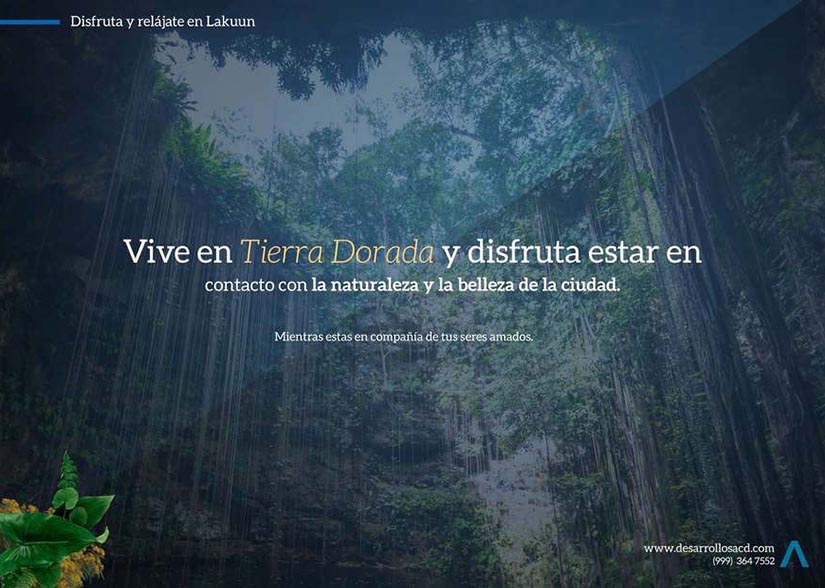 Disfruta y relájate en Lakuun
Vive en Tierra Dorada y disfruta estar en
contacto con la naturaleza y la belleza de la ciudad.
Mientras estas en compañía de tus seres amados.
www.desarrollosacd.com
(999) 364 7552